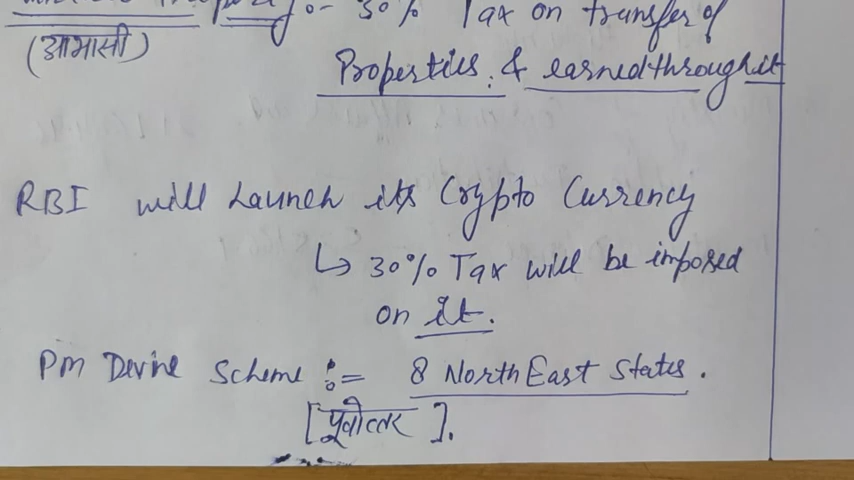 :- 30% Tax on transfer of
(आभासी)
Properties. & earned through it
RBI will Launch its Crypto Currency
↳ 30% Tax will be imposed
on it.
PM Devine Scheme := 8 North East States.
[पूर्वोत्तर].